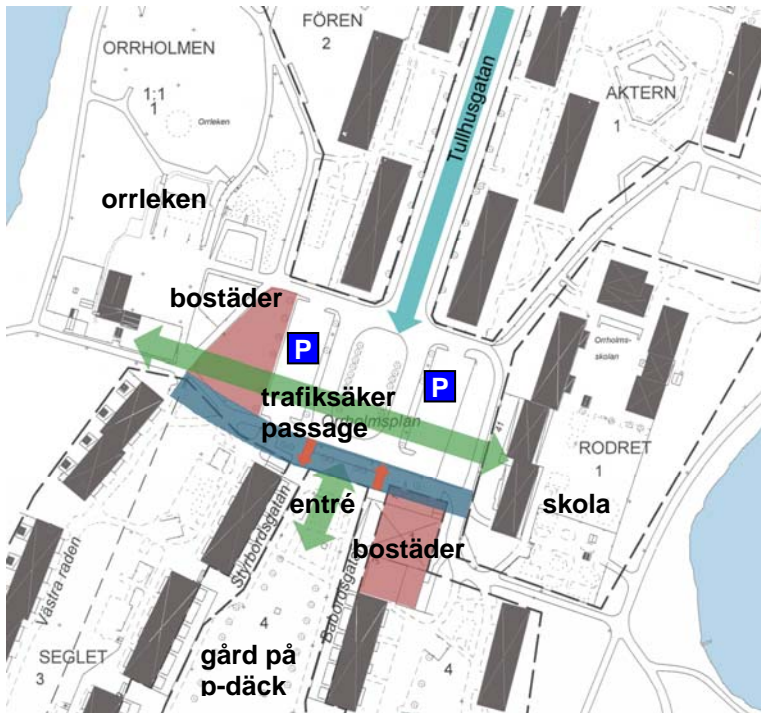 FÖREN
2
ORRHOLMEN
1:1
1
Orrleken
Tullhusgatan
AKTERN
1
orrleken
bostäder
P
P
Orrholms-
skolan
trafiksäker
passage
Orrholmsplan
41
RODRET
1
entré
skola
bostäder
Styrbordsgatan
Babordsgatan
Västra raden
4
SEGLET
3
gård på
p-däck
4